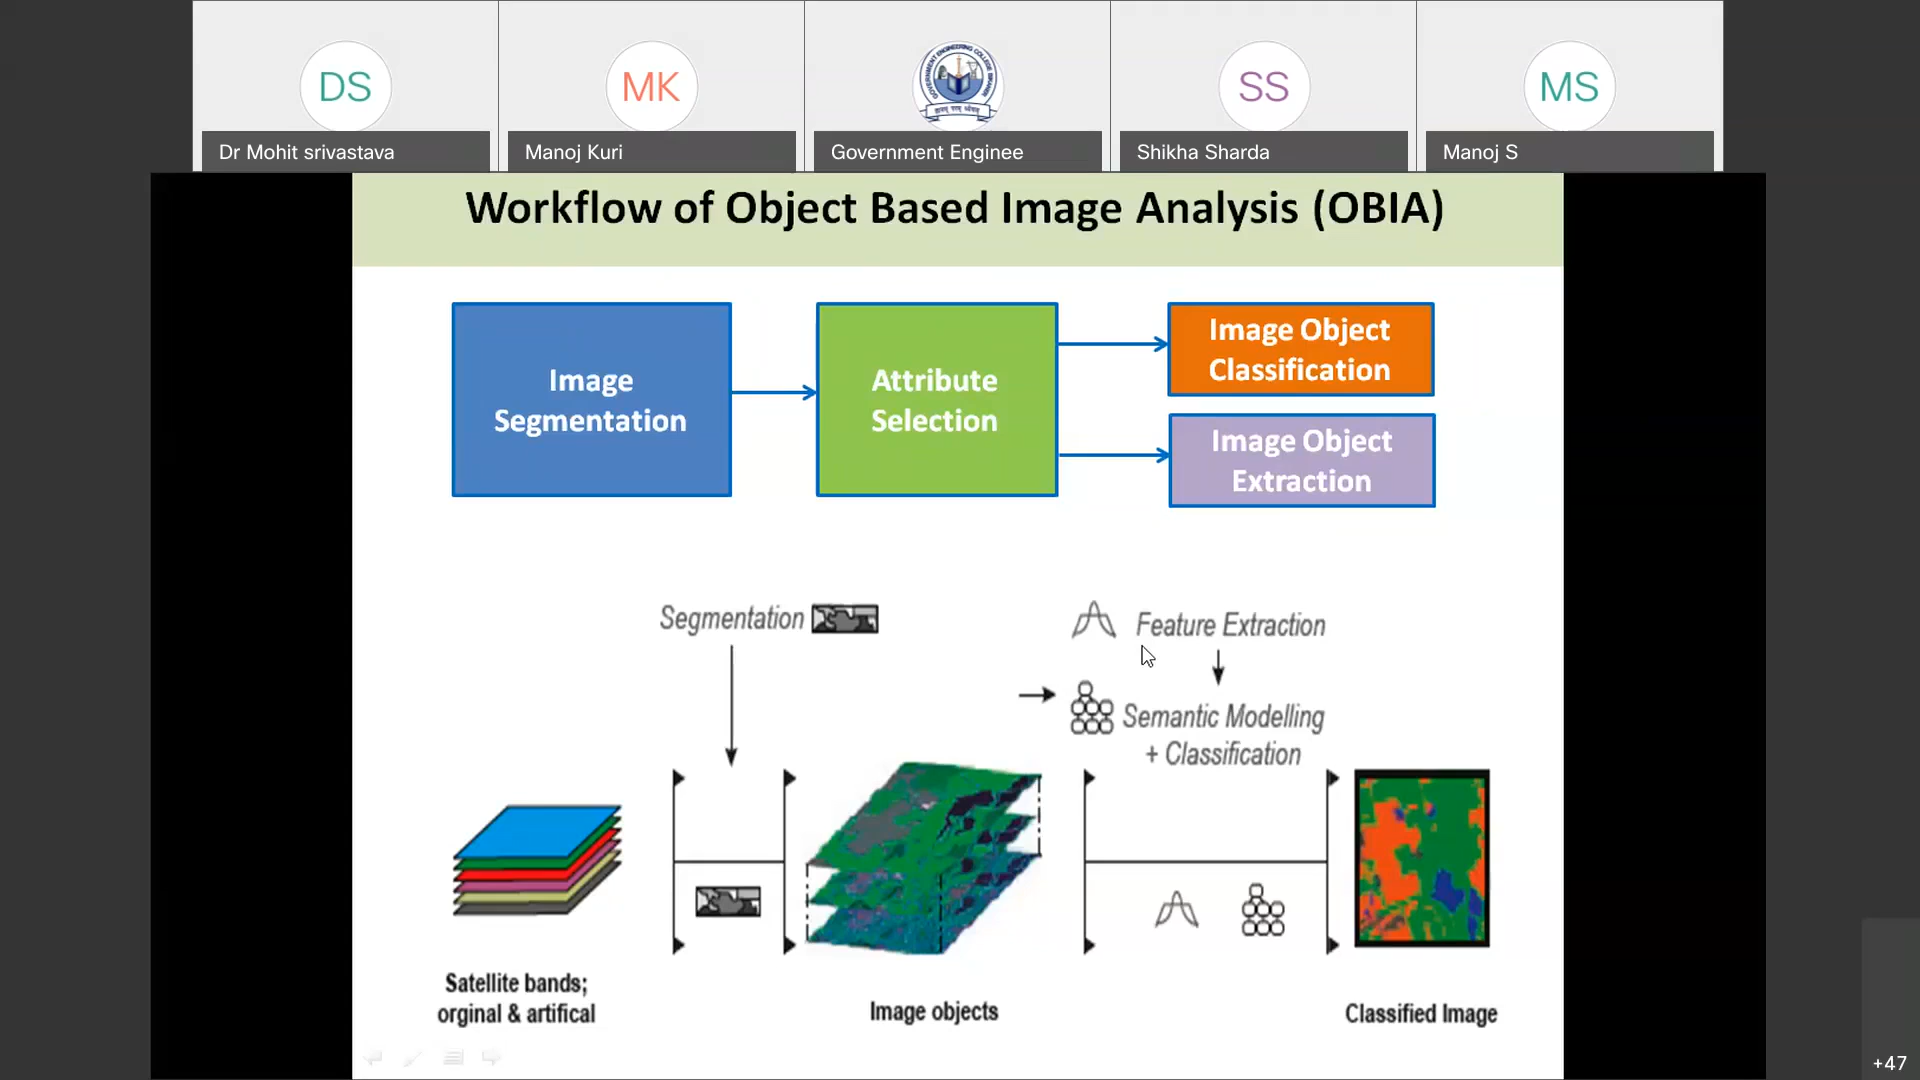 DS
MK
SS
MS
Dr Mohit srivastava
Manoj Kuri
Government Enginee
Shikha Sharda
Manoj S
Workflow of Object Based Image Analysis (OBIA)
Image
Segmentation
Attribute
Selection
Image Object
Classification
Image Object
Extraction
Segmentation
Feature Extraction
Semantic Modelling
+ Classification
Satellite bands;
orginal & artifical
Image objects
Classified Image
+47